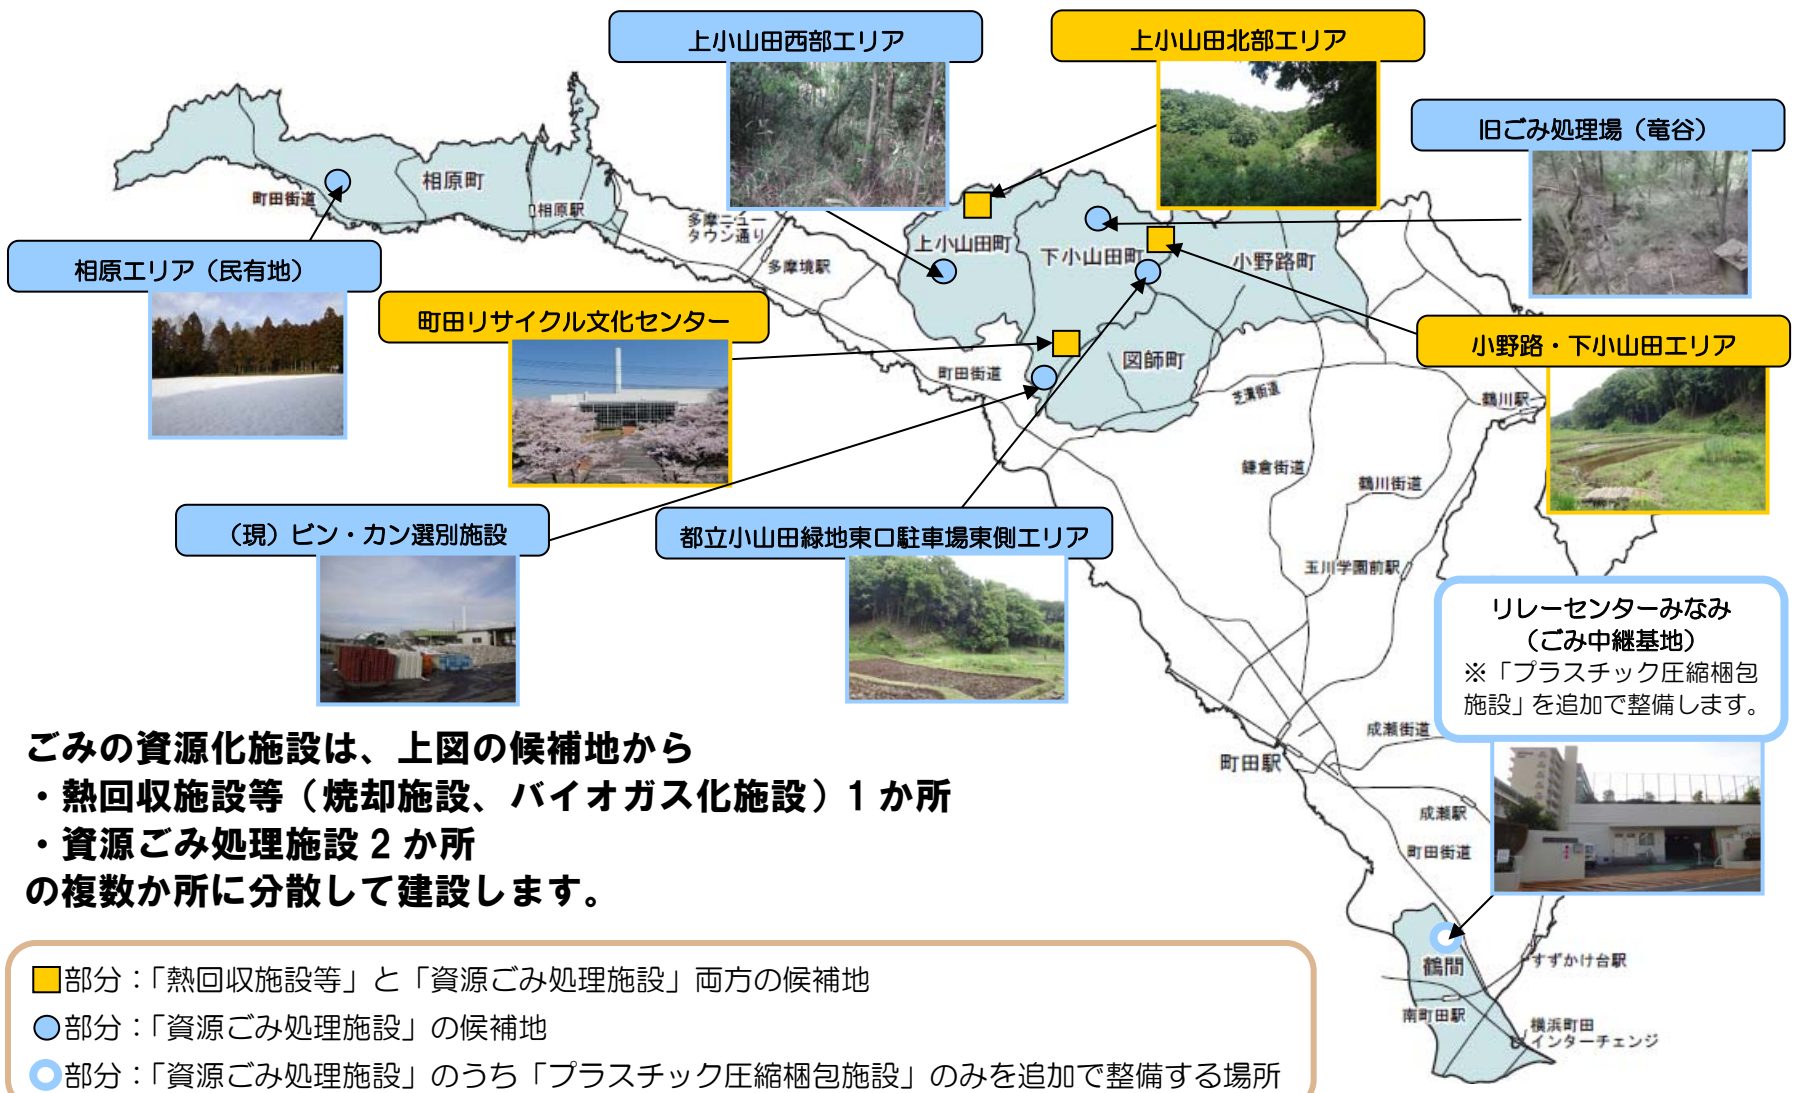 上小山田西部エリア
上小山田北部エリア
旧ごみ処理場（竜谷）
相原町
町田街道
相原駅
多摩ニュー
タウン通り
上小山田町
下小山田町
小野路町
相原エリア（民有地）
多摩境駅
町田リサイクル文化センター
小野路・下小山田エリア
図師町
町田街道
芝溝街道
鶴川駅
鎌倉街道
鶴川街道
（現）ビン・カン選別施設
都立小山田緑地東口駐車場東側エリア
玉川学園前駅
リレーセンターみなみ
（ごみ中継基地）
※「プラスチック圧縮梱包
施設」を追加で整備します。
成瀬街道
町田駅
成瀬駅
町田街道
ごみの資源化施設は、上図の候補地から
・熱回収施設等（焼却施設、バイオガス化施設）1か所
・資源ごみ処理施設2か所
の複数か所に分散して建設します。
鶴間
すずかけ台駅
南町田駅
横浜町田
インターチェンジ
部分：「熱回収施設等」と「資源ごみ処理施設」両方の候補地
部分：「資源ごみ処理施設」の候補地
部分：「資源ごみ処理施設」のうち「プラスチック圧縮梱包施設」のみを追加で整備する場所